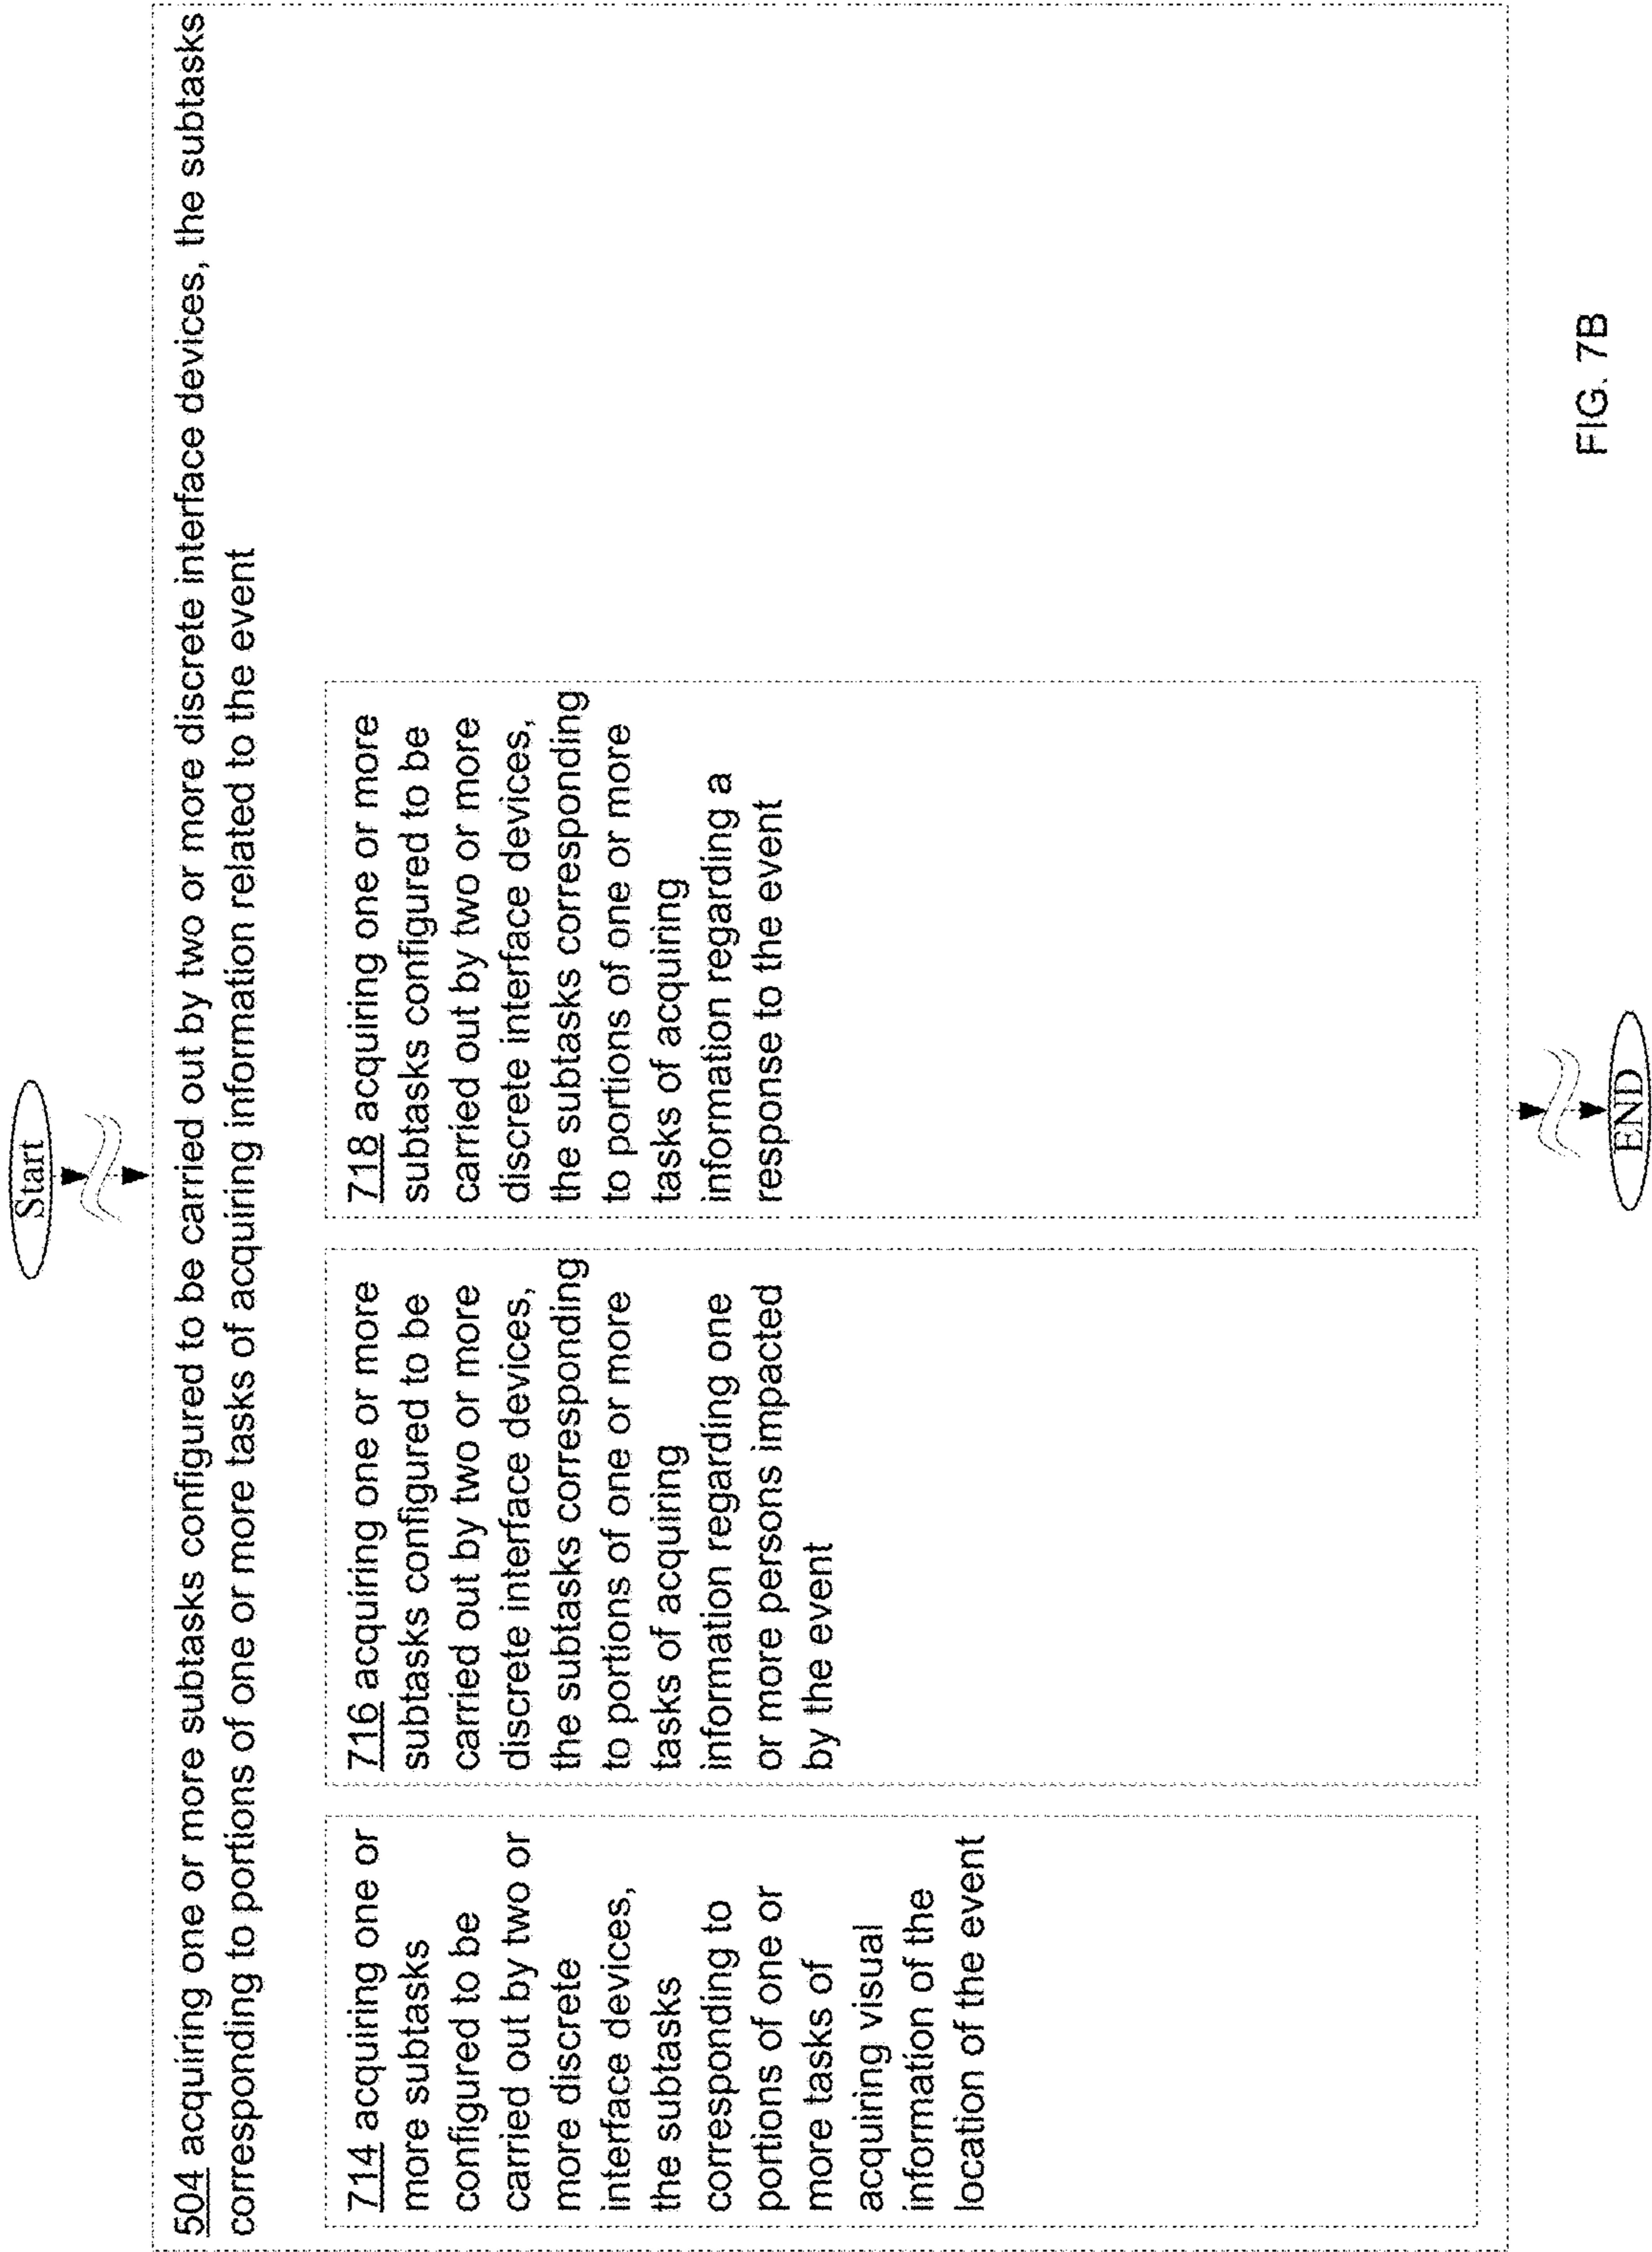 Start
504 acquiring one or more subtasks configured to be carried out by two or more discrete interface devices, the subtasks
corresponding to portions of one or more tasks of acquiring information related to the event
714 acquiring one or
more subtasks
configured to be
carried out by two or
more discrete
interface devices,
the subtasks
corresponding to
portions of one or
more tasks of
acquiring visual
information of the
location of the event
716 acquiring one or more
subtasks configured to be
carried out by two or more
discrete interface devices,
the subtasks corresponding
to portions of one or more
tasks of acquiring
information regarding one
or more persons impacted
by the event
718 acquiring one or more
subtasks configured to be
carried out by two or more
discrete interface devices,
the subtasks corresponding
to portions of one or more
tasks of acquiring
information regarding a
response to the event
END
FIG. 7B